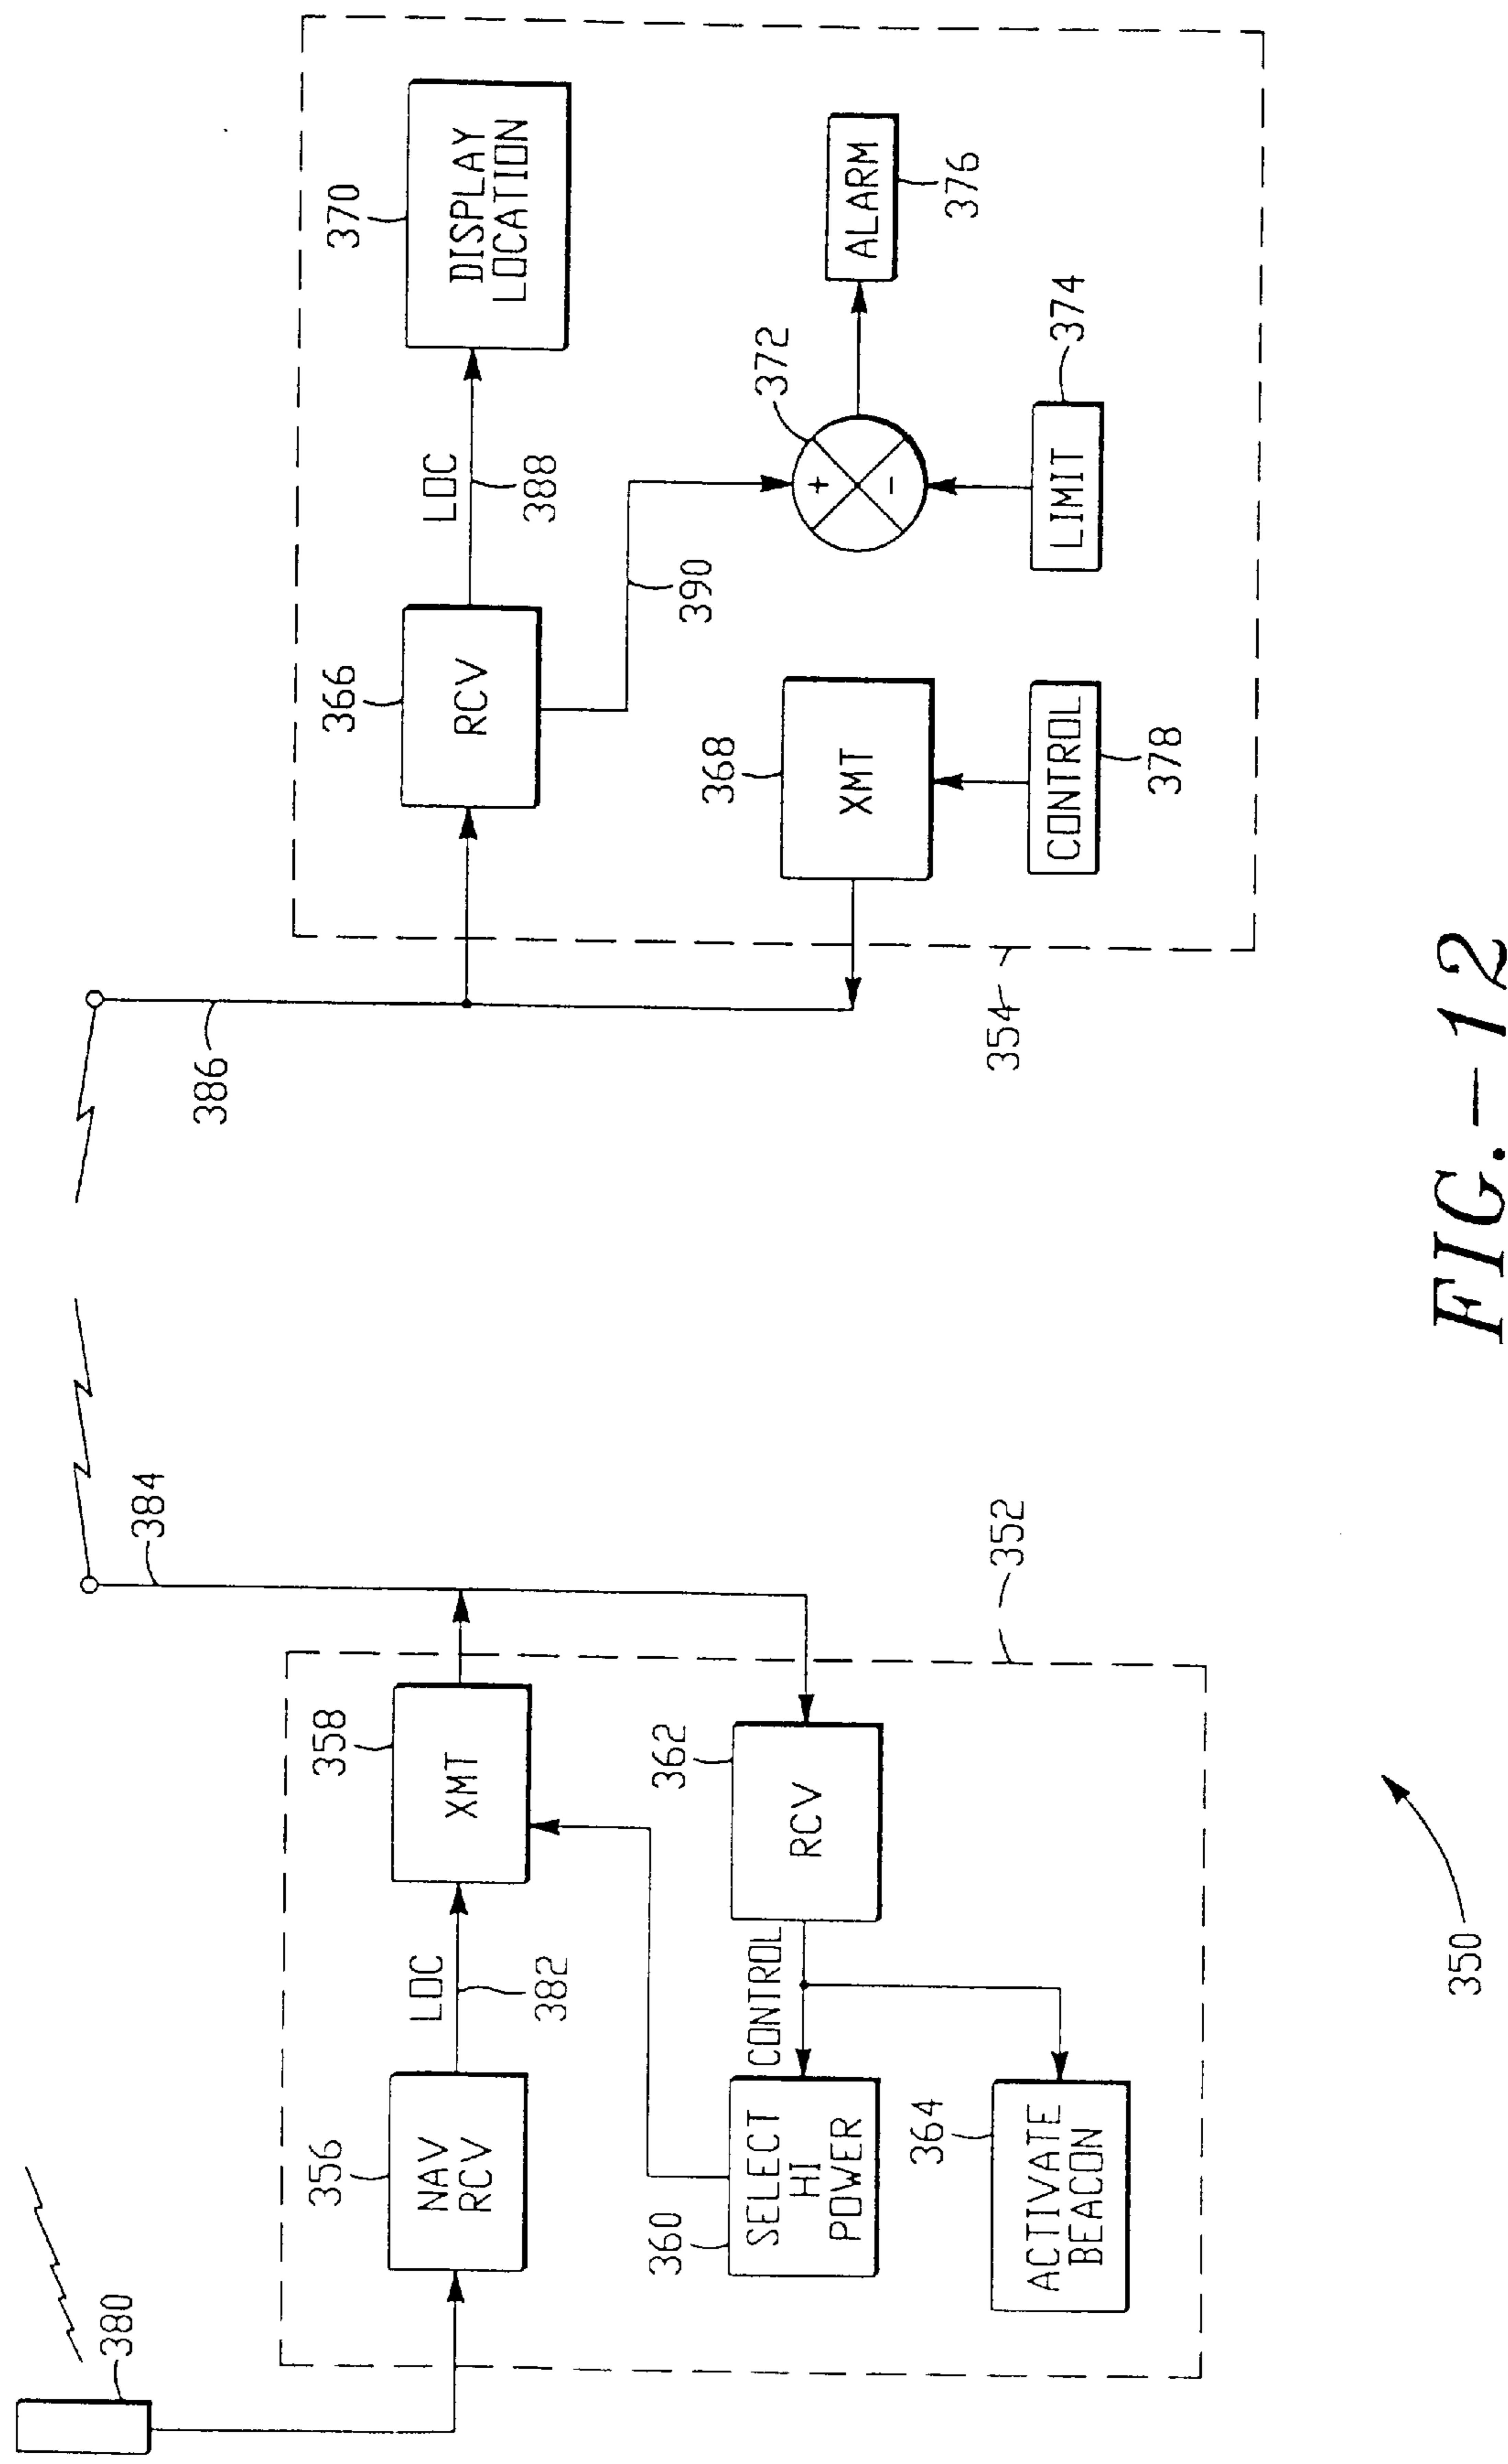 380
356
NAV
RCV
LOC
382
358
XMT
384
360
SELECT
HI
POWER
CONTROL
362
RCV
364
ACTIVATE
BEACON
352
350
386
366
RCV
LOC
388
370
DISPLAY
LOCATION
390
372
+
-
ALARM
376
368
XMT
LIMIT
374
CONTROL
378
354
FIG.-12